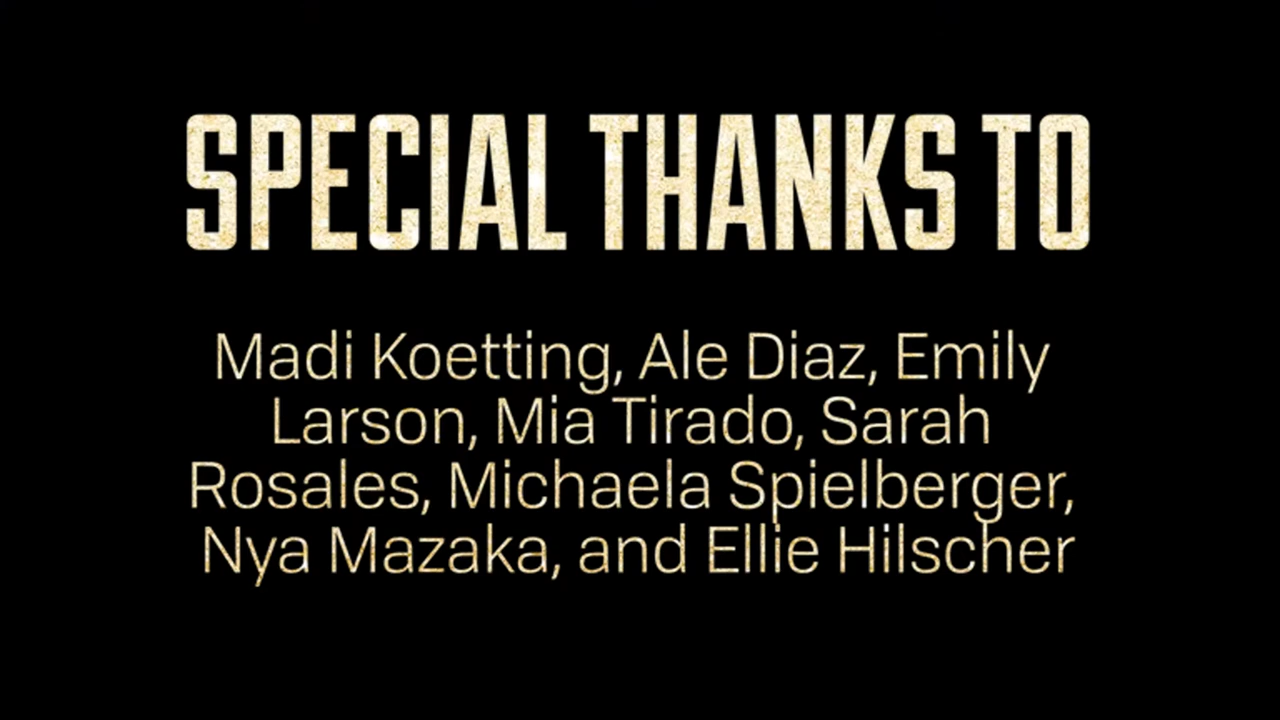 SPECIAL THANKS TO
Madi Koetting, Ale Diaz, Emily
Larson, Mia Tirado, Sarah
Rosales, Michaela Spielberger,
Nya Mazaka, and Ellie Hilscher